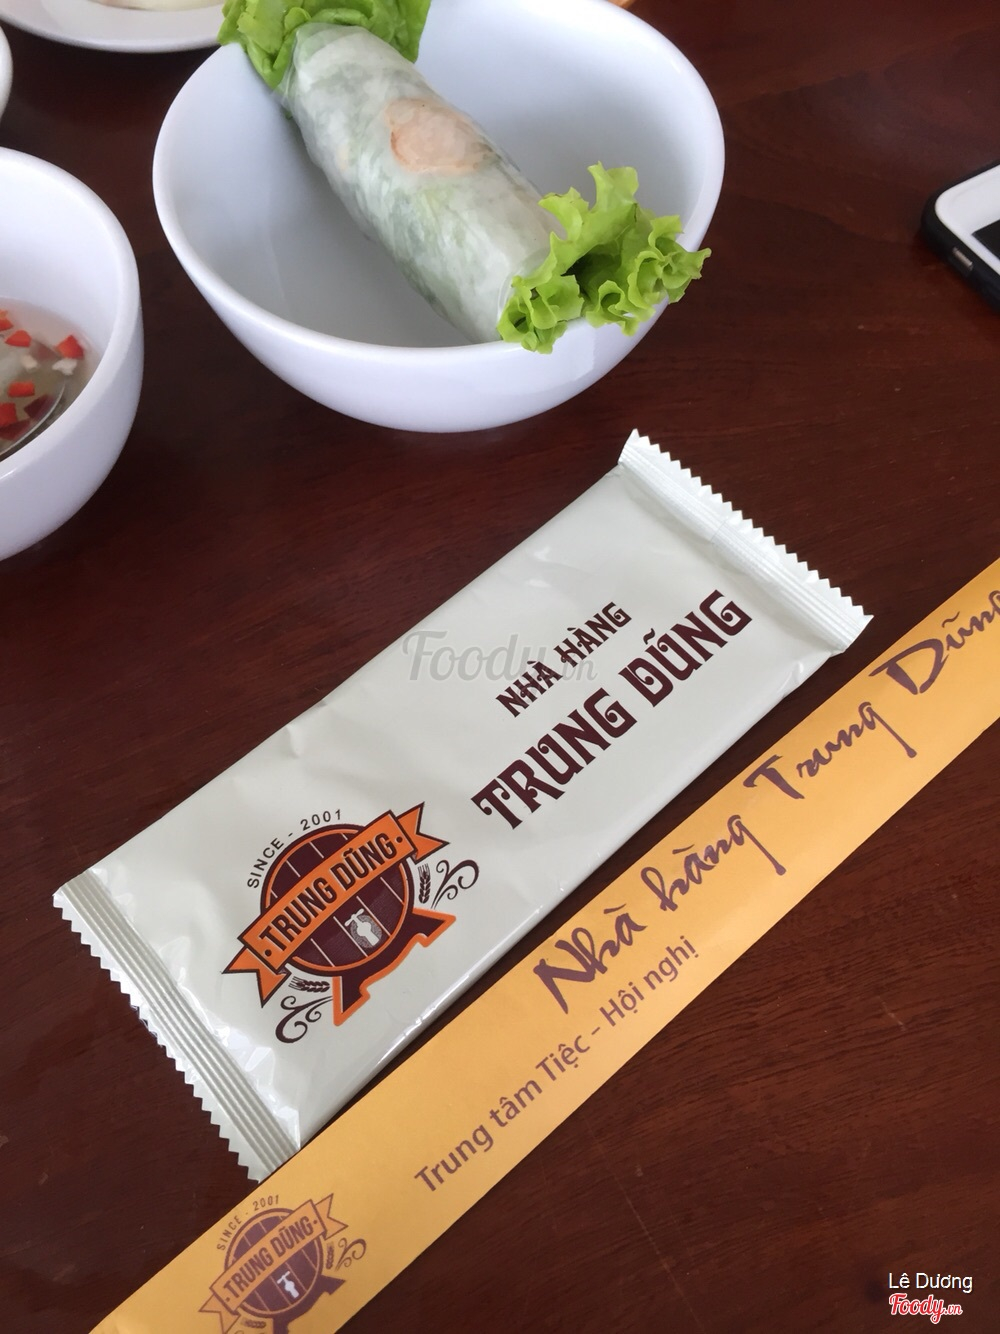 Foody.vn
NHÀ HÀNG
TRUNG DŨNG
SINCE - 2001
TRUNG DŨNG
Nhà hàng Trung Dũng
Trung tâm Tiệc - Hội nghị
SINCE - 2001
TRUNG DŨNG
Lê Dương
Foody.vn